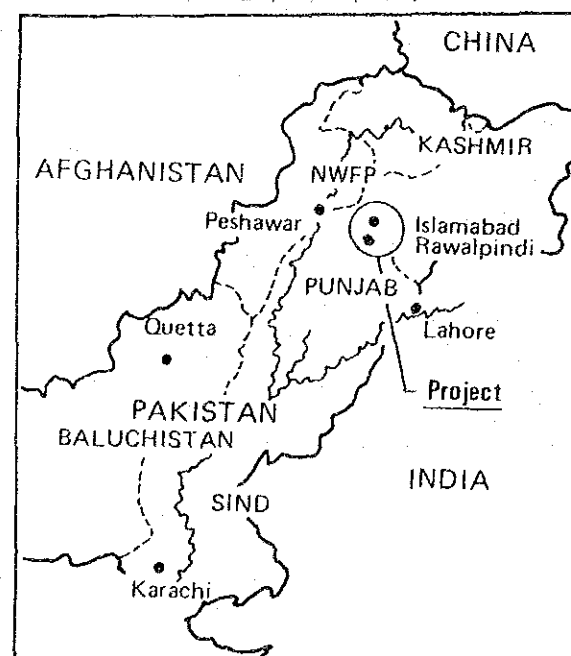 CHINA
KASHMIR
AFGHANISTAN
NWFP
Peshawar
Islamabad
Rawalpindi
PUNJAB
Quetta
Lahore
Project
PAKISTAN
BALUCHISTAN
INDIA
SIND
Karachi